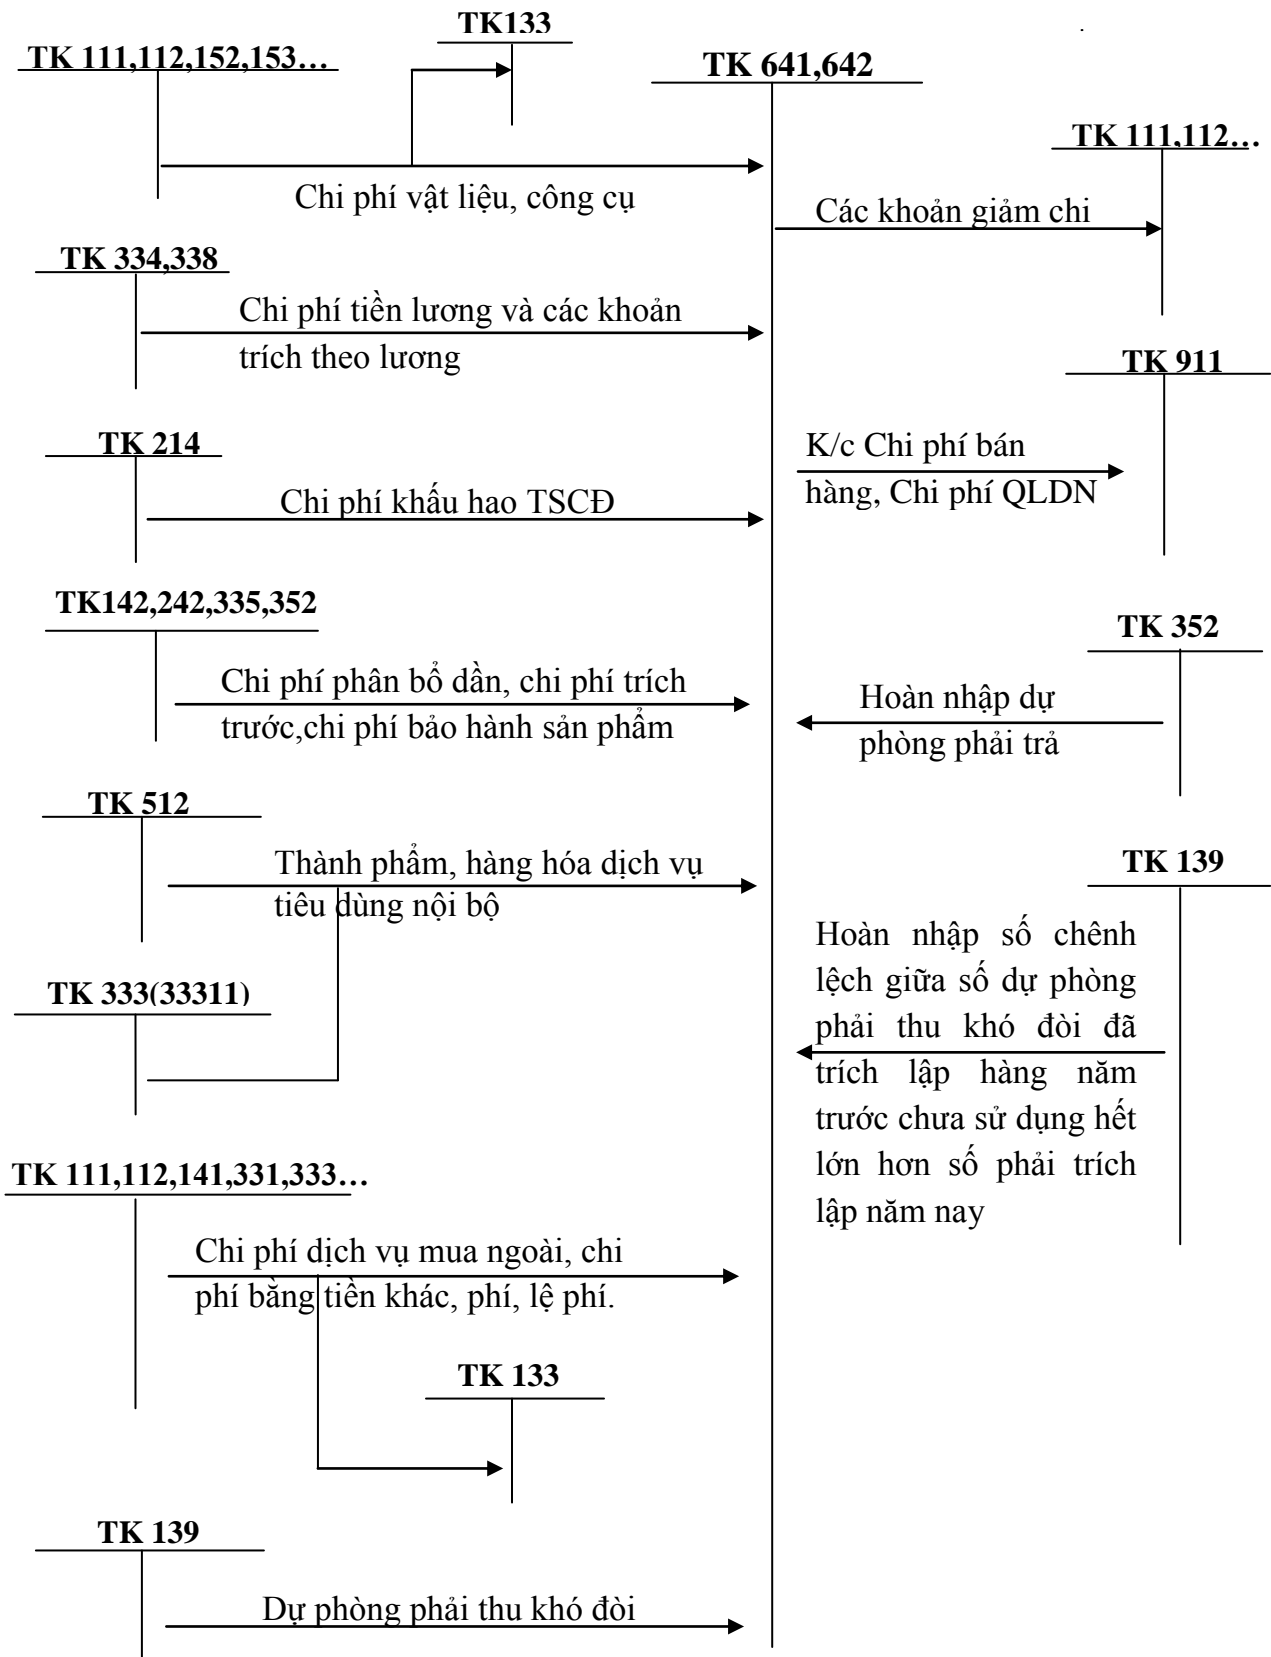 TK133
TK 111,112,152,153…
TK 641,642
TK 111,112…
Chi phí vật liệu, công cụ
Các khoản giảm chi
TK 334,338
Chi phí tiền lương và các khoản
trích theo lương
TK 911
TK 214
K/c Chi phí bán
hàng, Chi phí QLDN
Chi phí khấu hao TSCĐ
TK142,242,335,352
TK 352
Chi phí phân bổ dần, chi phí trích
trước,chi phí bảo hành sản phẩm
Hoàn nhập dự
phòng phải trả
TK 512
Thành phẩm, hàng hóa dịch vụ
tiêu dùng nội bộ
TK 139
Hoàn nhập số chênh
lệch giữa số dự phòng
phải thu khó đòi đã
trích lập hàng năm
trước chưa sử dụng hết
lớn hơn số phải trích
lập năm nay
TK 333(33311)
TK 111,112,141,331,333…
Chi phí dịch vụ mua ngoài, chi
phí bằng tiền khác, phí, lệ phí.
TK 133
TK 139
Dự phòng phải thu khó đòi